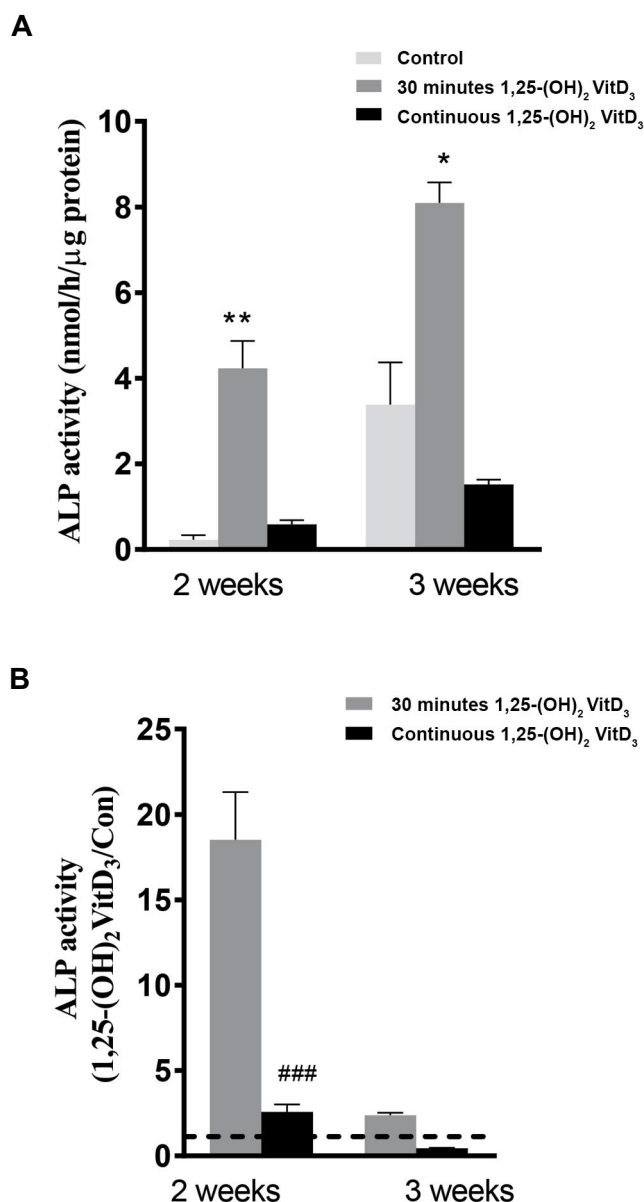 A
Control
30 minutes 1,25-(OH)₂ VitD₃
Continuous 1,25-(OH)₂ VitD₃
ALP activity (nmol/h/µg protein)
10
8
6
4
2
0
**
*
2 weeks
3 weeks
B
30 minutes 1,25-(OH)₂ VitD₃
Continuous 1,25-(OH)₂ VitD₃
ALP activity
(1,25-(OH)₂VitD₃/Con)
25
20
15
10
5
0
###
2 weeks
3 weeks